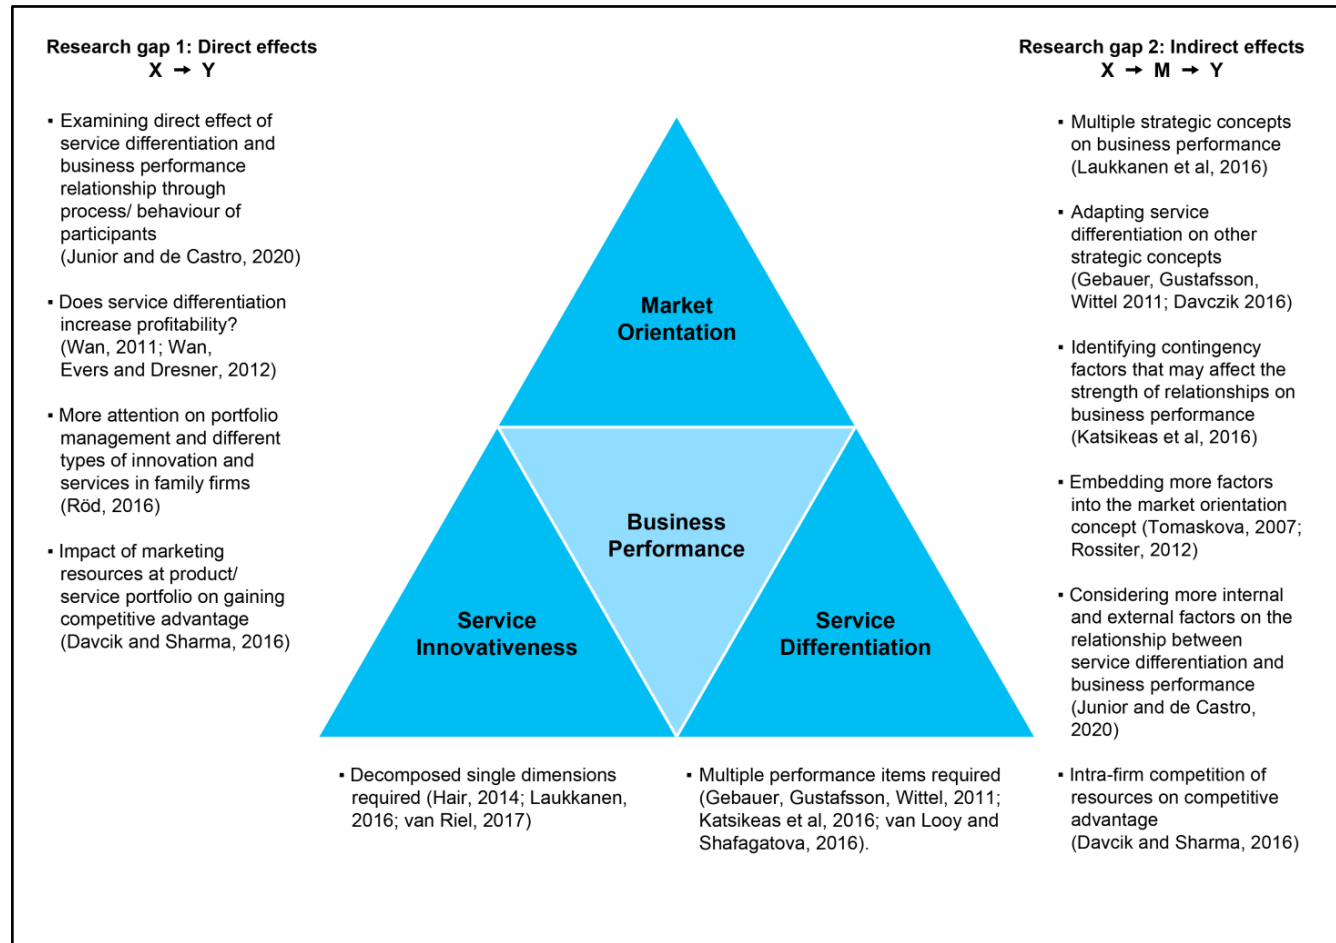 Research gap 1: Direct effects
X → Y
▪ Examining direct effect of
service differentiation and
business performance
relationship through
process/ behaviour of
participants
(Junior and de Castro, 2020)
▪ Does service differentiation
increase profitability?
(Wan, 2011; Wan,
Evers and Dresner, 2012)
▪ More attention on portfolio
management and different
types of innovation and
services in family firms
(Röd, 2016)
▪ Impact of marketing
resources at product/
service portfolio on gaining
competitive advantage
(Davcik and Sharma, 2016)
Market
Orientation
Business
Performance
Service
Innovativeness
Service
Differentiation
▪ Decomposed single dimensions
required (Hair, 2014; Laukkanen,
2016; van Riel, 2017)
▪ Multiple performance items required
(Gebauer, Gustafsson, Wittel, 2011;
Katsikeas et al, 2016; van Looy and
Shafagatova, 2016).
Research gap 2: Indirect effects
X → M → Y
▪ Multiple strategic concepts
on business performance
(Laukkanen et al, 2016)
▪ Adapting service
differentiation on other
strategic concepts
(Gebauer, Gustafsson,
Wittel 2011; Davczik 2016)
▪ Identifying contingency
factors that may affect the
strength of relationships on
business performance
(Katsikeas et al, 2016)
▪ Embedding more factors
into the market orientation
concept (Tomaskova, 2007;
Rossiter, 2012)
▪ Considering more internal
and external factors on the
relationship between
service differentiation and
business performance
(Junior and de Castro,
2020)
▪ Intra-firm competition of
resources on competitive
advantage
(Davcik and Sharma, 2016)